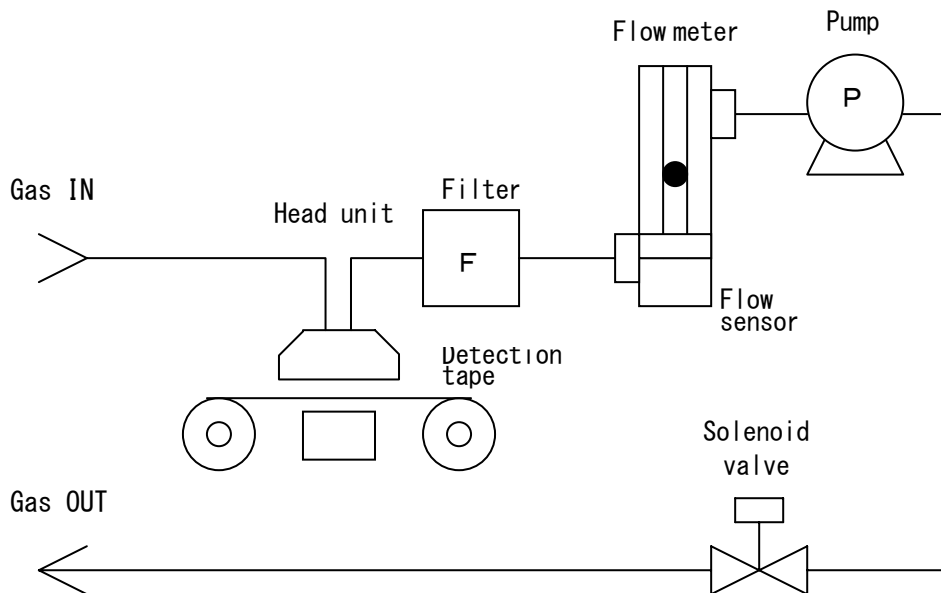 Pump
Flow meter
P
Gas IN
Filter
Head unit
F
Flow
sensor
Detection
tape
Solenoid
valve
Gas OUT